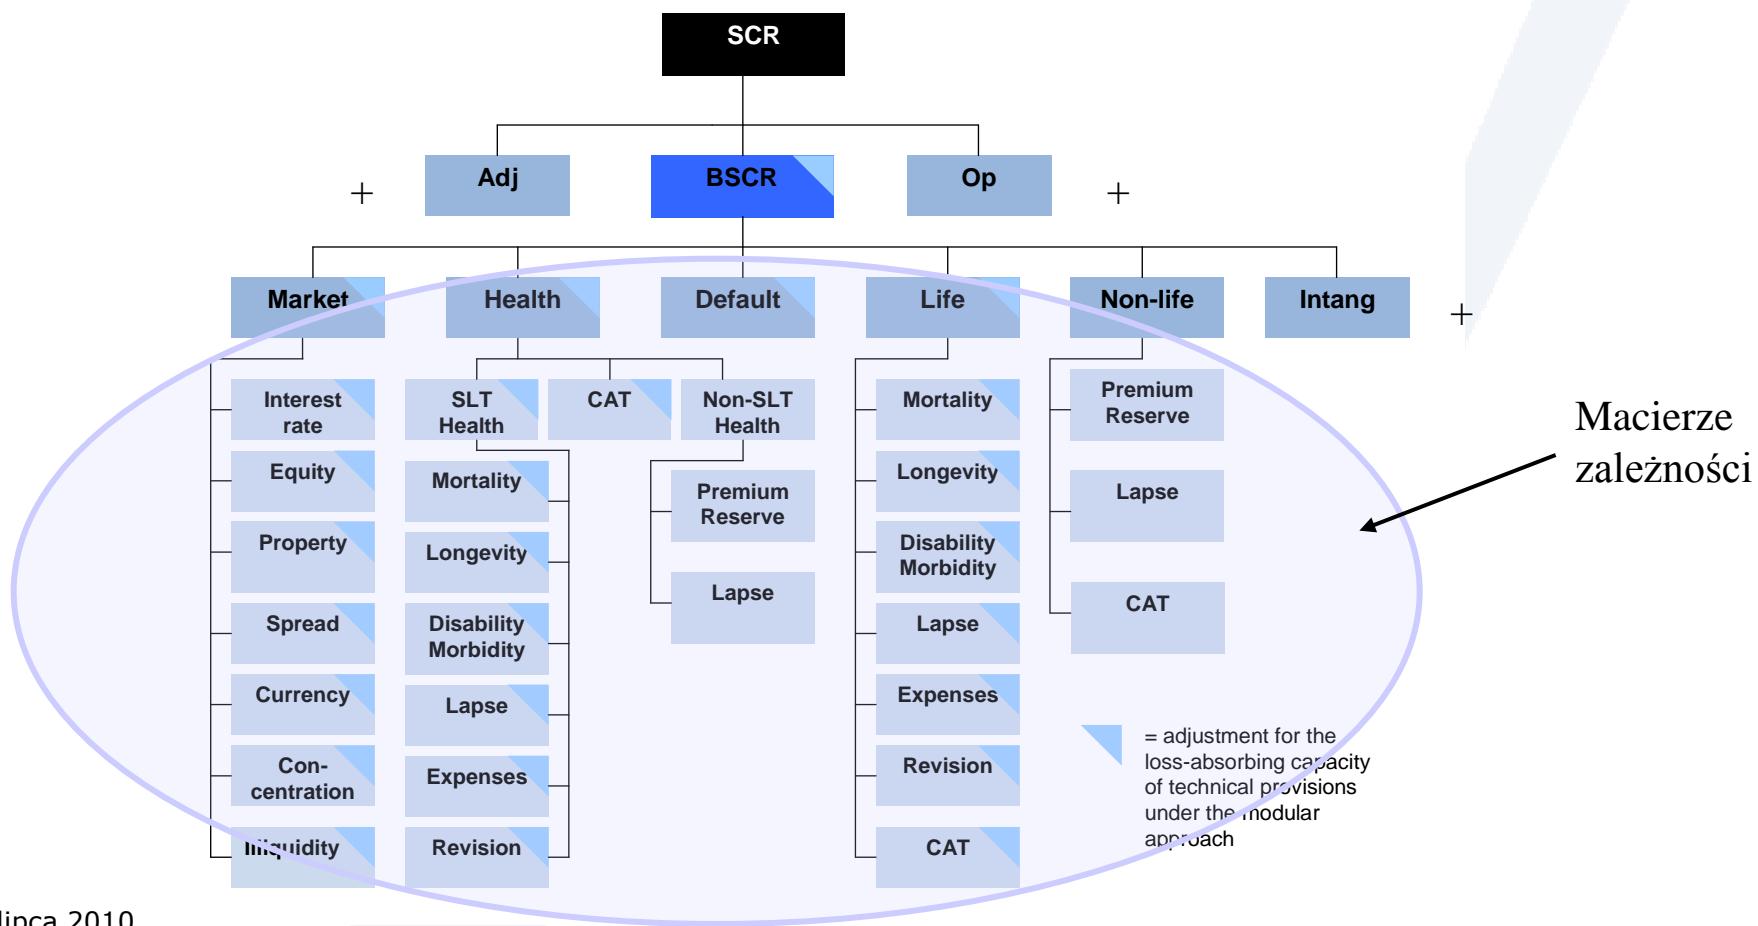 SCR
+
Adj
BSCR
Op
+
Market
Health
Default
Life
Non-life
Intang
+
Interest
rate
Equity
Property
Spread
Currency
Con-
centration
Illiquidity
SLT
Health
CAT
Non-SLT
Health
Mortality
Longevity
Disability
Morbidity
Lapse
Expenses
Revision
Premium
Reserve
Lapse
Mortality
Longevity
Disability
Morbidity
Lapse
Expenses
Revision
CAT
Premium
Reserve
Lapse
CAT
= adjustment for the
loss-absorbing capacity
of technical provisions
under the modular
approach
Macierze
zależności
lipca 2010